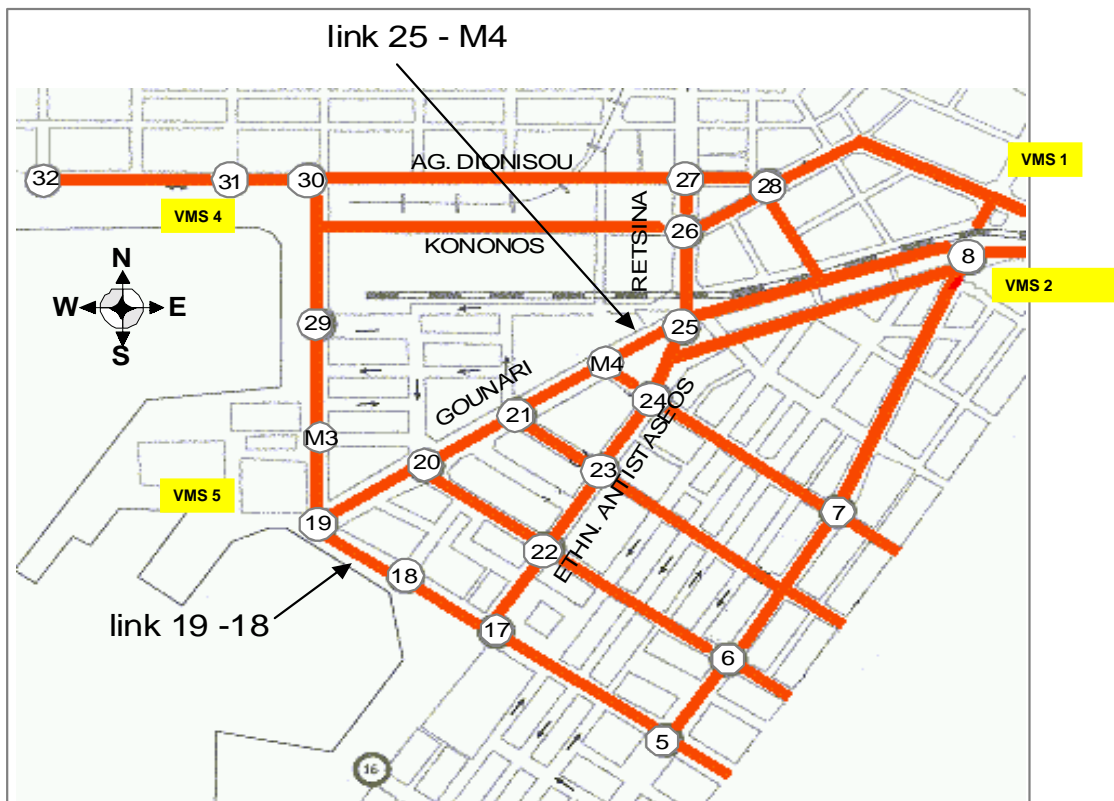 link 25 - M4
VMS 1
AG. DIONISOU
32
31
30
27
28
VMS 4
RETSINA
26
KONONOS
8
N
W
E
S
VMS 2
29
25
M4
GOUNARI
24
21
M3
20
23
ETHN. ANTISTASEOS
VMS 5
7
19
22
18
link 19 -18
17
6
5
16